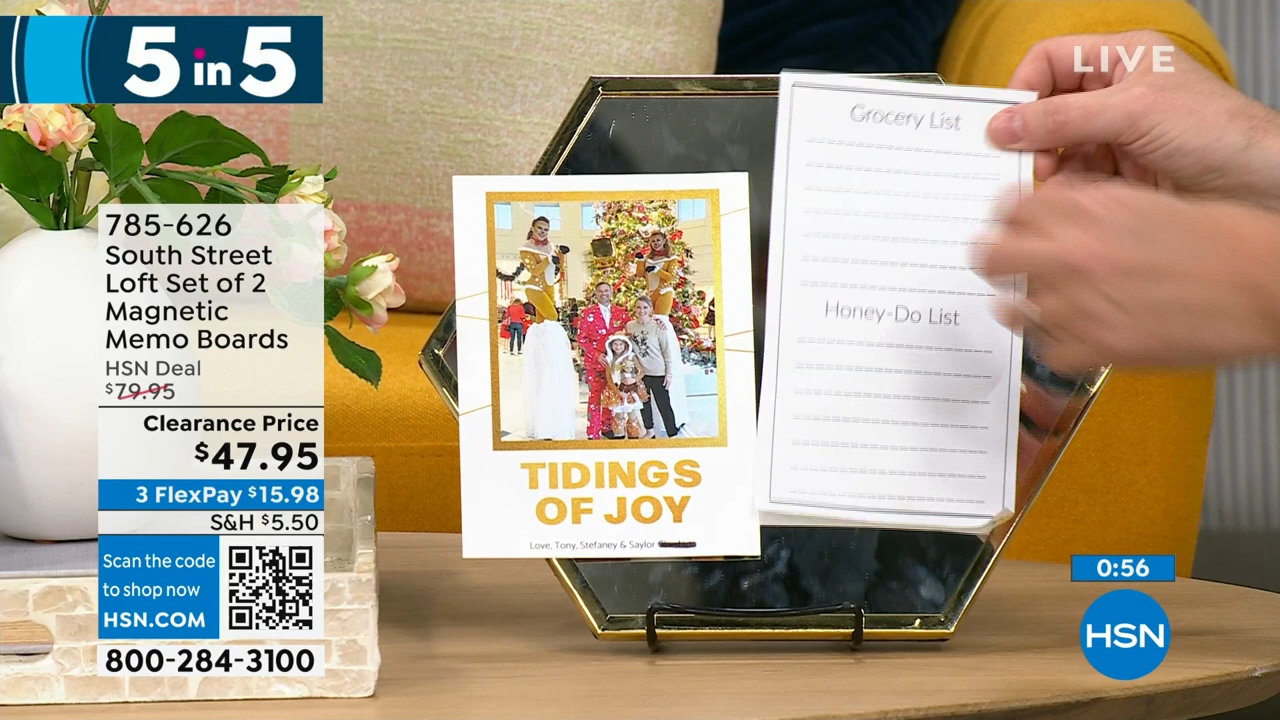 5 in 5
LIVE
785-626
South Street
Loft Set of 2
Magnetic
Memo Boards
HSN Deal
$79.95
Clearance Price
$47.95
3 FlexPay $15.98
S&H $5.50
Scan the code
to shop now
HSN.COM
800-284-3100
TIDINGS
OF JOY
Love, Tony, Stefaney & Saylor
Grocery List
Honey-Do List
0:56
HSN